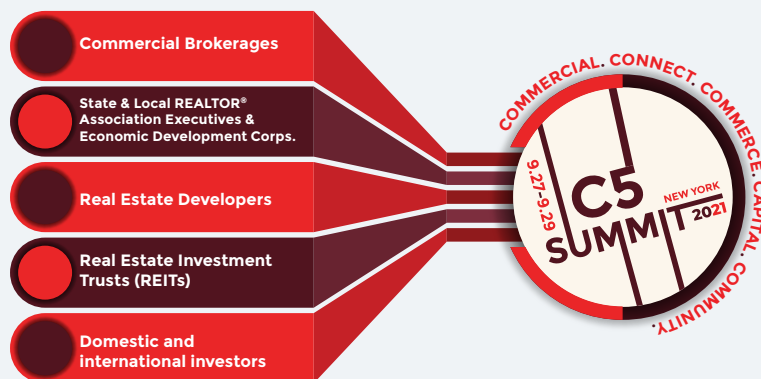 Commercial Brokerages
State & Local REALTOR®
Association Executives &
Economic Development Corps.
Real Estate Developers
Real Estate Investment
Trusts (REITs)
Domestic and
international investors
COMMERCIAL. CONNECT. COMMERCE. CAPITAL. COMMUNITY.
9.27-9.29
C5
SUMMIT
NEW YORK
2021